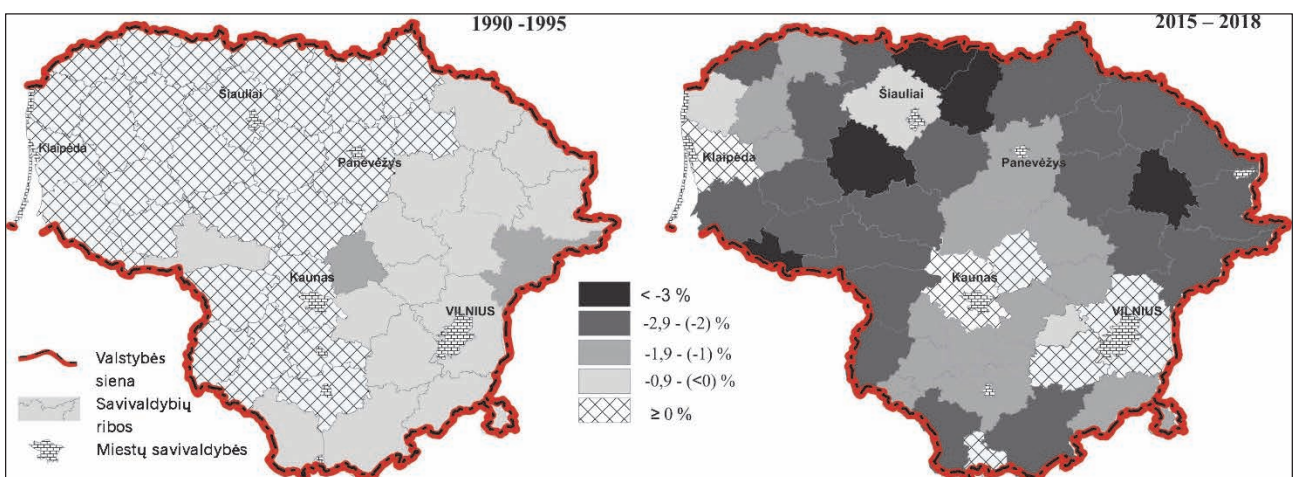 1990 -1995
2015 – 2018
Šiauliai
Klaipėda
Panevėžys
Kaunas
VILNIUS
Šiauliai
Klaipėda
Panevėžys
Kaunas
VILNIUS
< -3 %
-2,9 - (-2) %
-1,9 - (-1) %
-0,9 - (<0) %
≥ 0 %
Valstybės
siena
Savivaldybių
ribos
Miestų savivaldybės